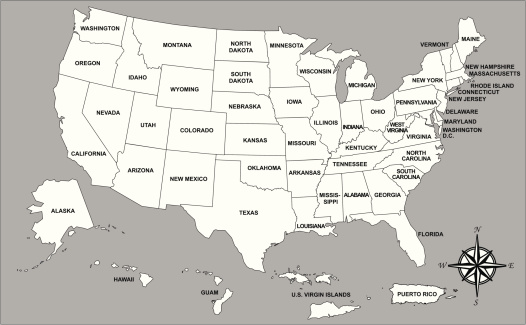 WASHINGTON
MONTANA
NORTH
DAKOTA
MINNESOTA
VERMONT
MAINE
OREGON
IDAHO
WYOMING
SOUTH
DAKOTA
WISCONSIN
MICHIGAN
NEW YORK
NEW HAMPSHIRE
MASSACHUSETTS
RHODE ISLAND
CONNECTICUT
NEW JERSEY
NEVADA
UTAH
COLORADO
NEBRASKA
IOWA
ILLINOIS
INDIANA
OHIO
PENNSYLVANIA
DELAWARE
MARYLAND
WASHINGTON
D.C.
CALIFORNIA
KANSAS
MISSOURI
KENTUCKY
WEST
VIRGINIA
VIRGINIA
ARIZONA
NEW MEXICO
OKLAHOMA
ARKANSAS
TENNESSEE
NORTH
CAROLINA
SOUTH
CAROLINA
ALASKA
TEXAS
LOUISIANA
MISSIS-
SIPPI
ALABAMA
GEORGIA
FLORIDA
HAWAII
GUAM
U.S. VIRGIN ISLANDS
PUERTO RICO
N
W
E
S